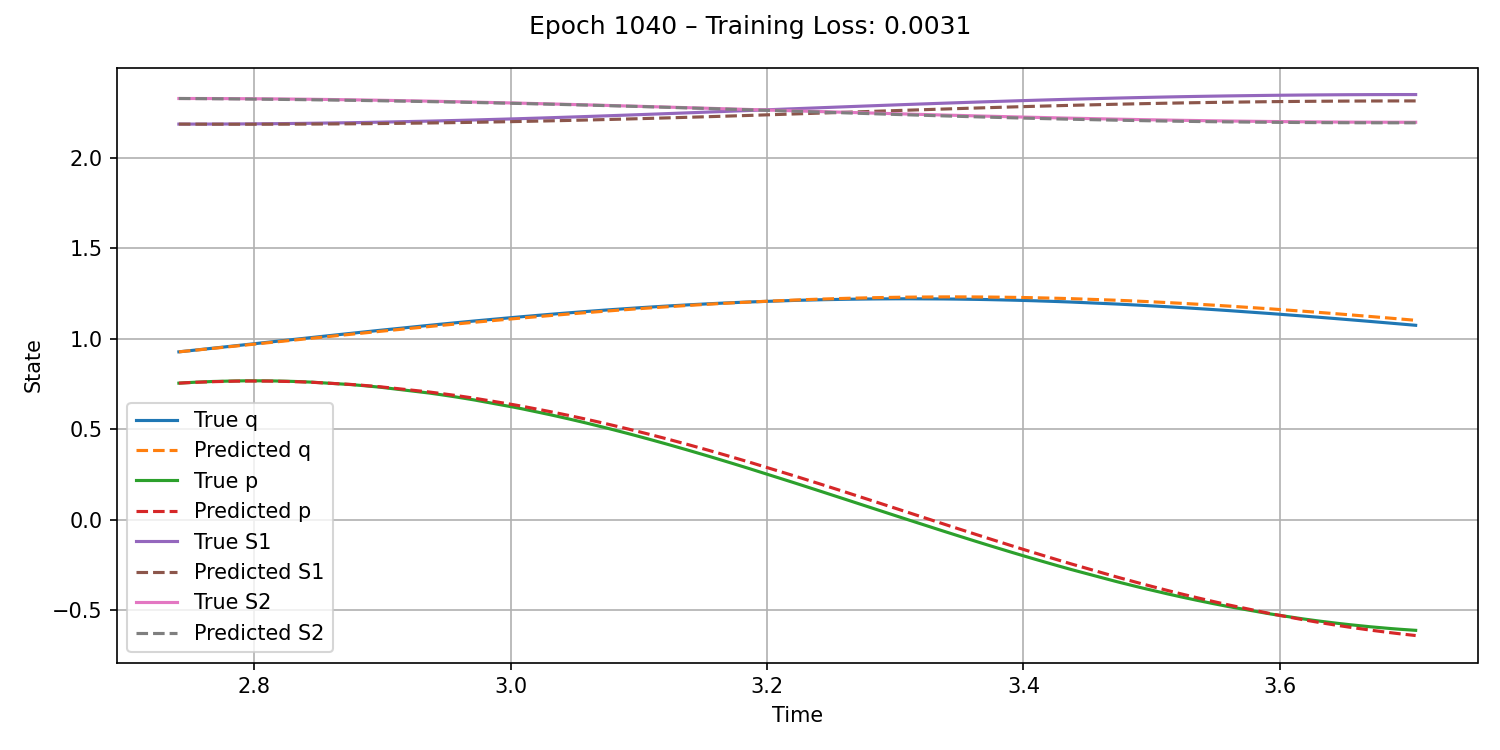 Epoch 1040 – Training Loss: 0.0031
2.0
1.5
1.0
0.5
0.0
−0.5
State
True q
Predicted q
True p
Predicted p
True S1
Predicted S1
True S2
Predicted S2
2.8
3.0
3.2
3.4
3.6
Time